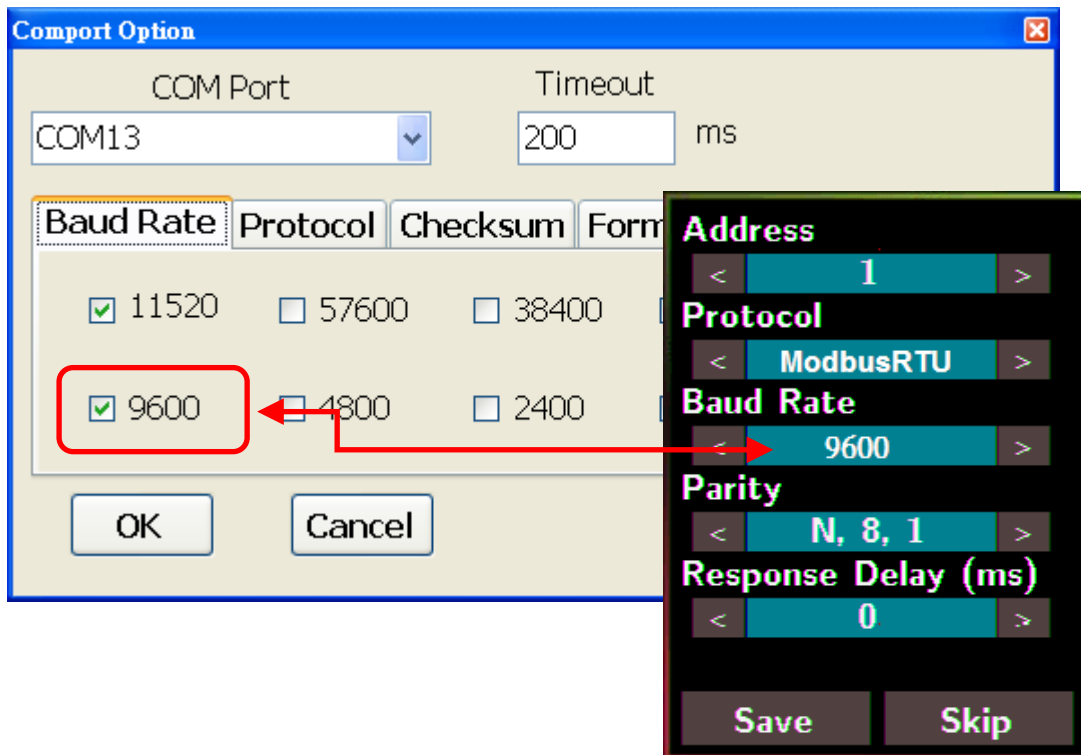 Comport Option
COM Port
Timeout
COM13
200
ms
Baud Rate
Protocol
Checksum
Form
11520
57600
38400
9600
4800
2400
OK
Cancel
Address
< 1 >
Protocol
< ModbusRTU >
Baud Rate
< 9600 >
Parity
< N, 8, 1 >
Response Delay (ms)
< 0 >
Save
Skip